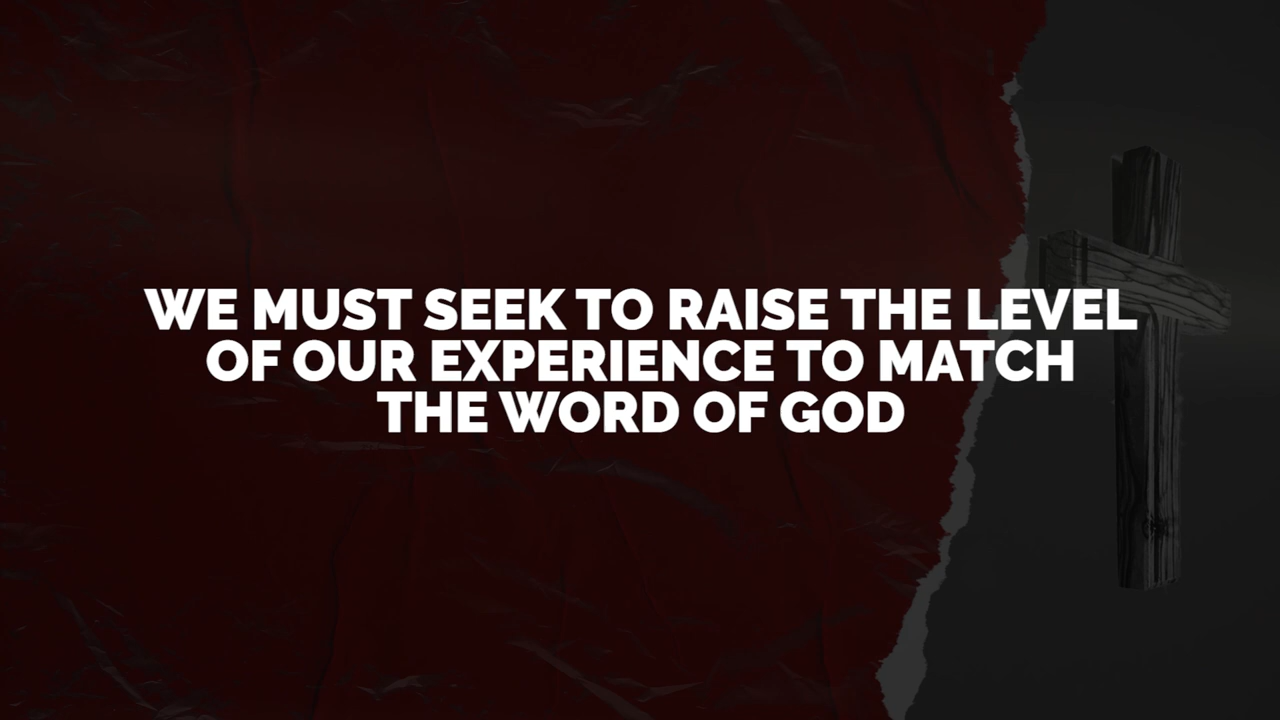 WE MUST SEEK TO RAISE THE LEVEL
OF OUR EXPERIENCE TO MATCH
THE WORD OF GOD